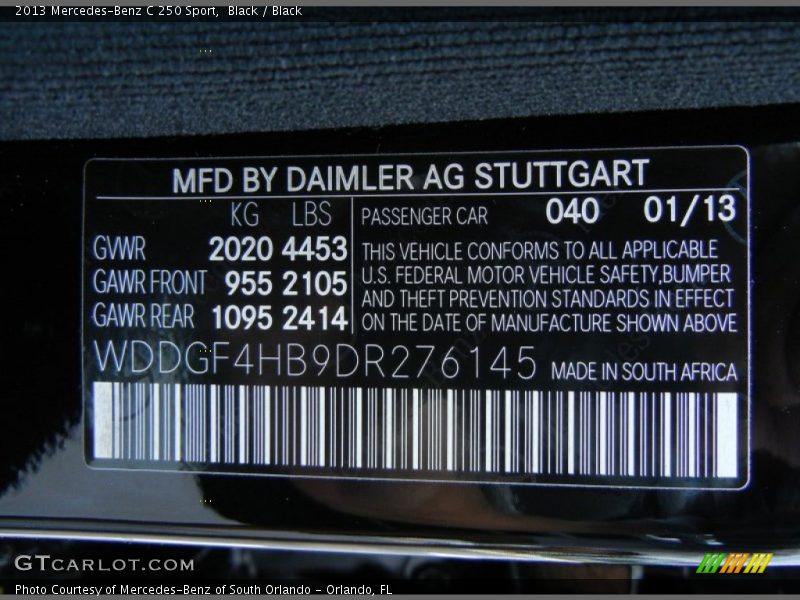 2013 Mercedes-Benz C 250 Sport, Black / Black
MFD BY DAIMLER AG STUTTGART
KG LBS PASSENGER CAR 040 01/13
GVWR 2020 4453 THIS VEHICLE CONFORMS TO ALL APPLICABLE
GAWR FRONT 955 2105 U.S. FEDERAL MOTOR VEHICLE SAFETY,BUMPER
AND THEFT PREVENTION STANDARDS IN EFFECT
GAWR REAR 1095 2414 ON THE DATE OF MANUFACTURE SHOWN ABOVE
WDDGF4HB9DR276145 MADE IN SOUTH AFRICA
GTCARLOT.COM
Photo Courtesy of Mercedes-Benz of South Orlando - Orlando, FL